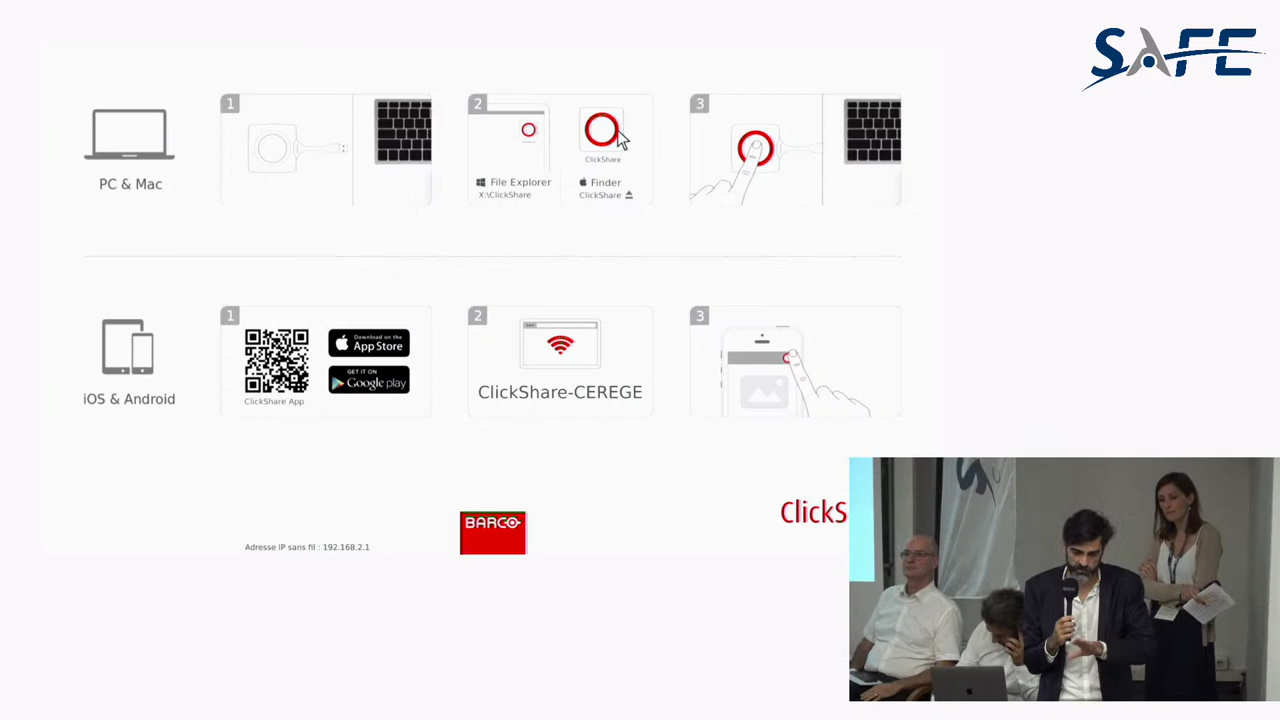 SAFE
1
2
3
ClickShare
PC & Mac
File Explorer
X:\ClickShare
Finder
ClickShare
1
2
3
Download on the
App Store
GET IT ON
Google play
iOS & Android
ClickShare App
ClickShare-CEREGE
ClickS
BARCO
Adresse IP sans fil : 192.168.2.1